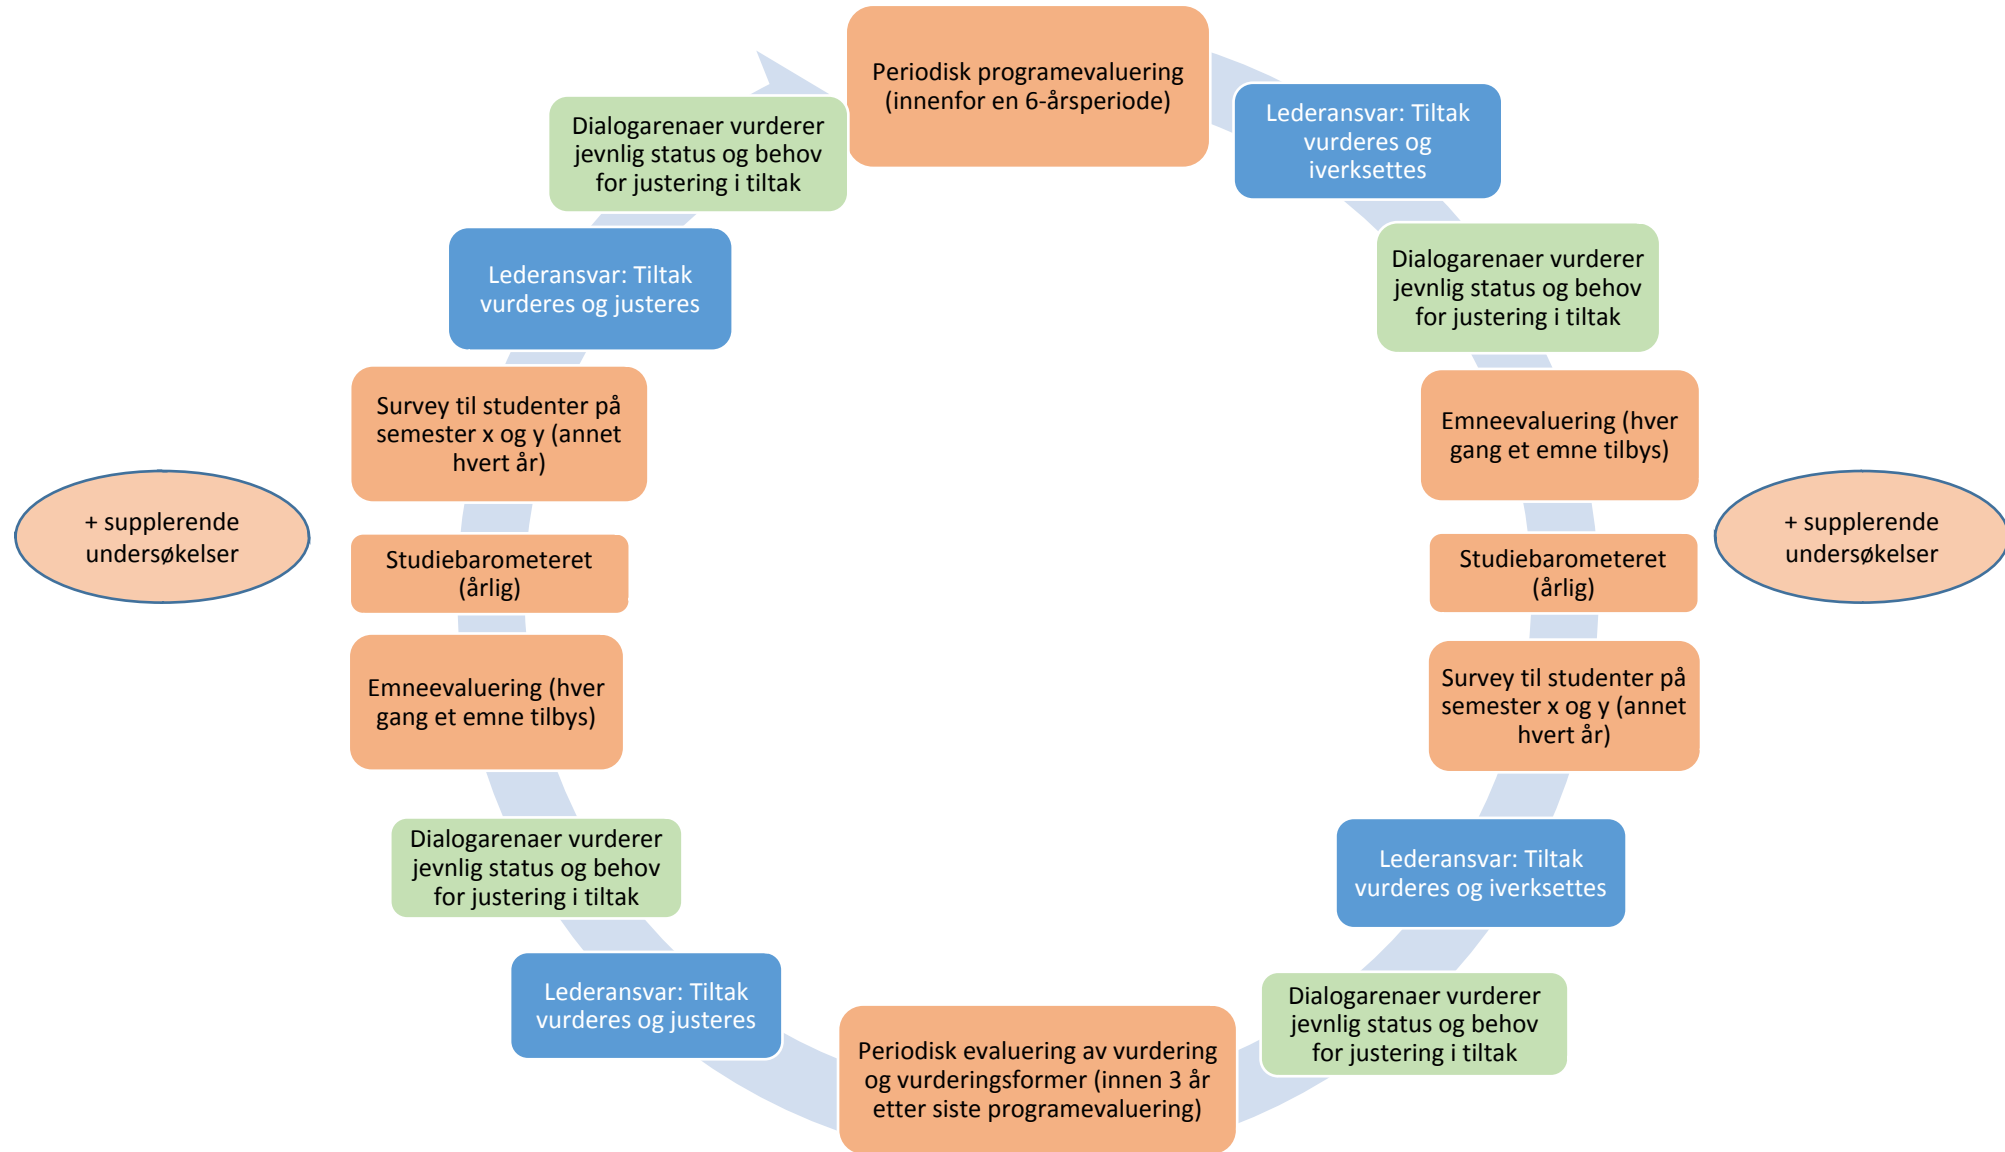 Periodisk programevaluering
(innenfor en 6-årsperiode)
Lederansvar: Tiltak
vurderes og
iverksettes
Dialogarenaer vurderer
jevnlig status og behov
for justering i tiltak
Emneevaluering (hver
gang et emne tilbys)
Studiebarometeret
(årlig)
+ supplerende
undersøkelser
Survey til studenter på
semester x og y (annet
hvert år)
Lederansvar: Tiltak
vurderes og iverksettes
Dialogarenaer vurderer
jevnlig status og behov
for justering i tiltak
Periodisk evaluering av vurdering
og vurderingsformer (innen 3 år
etter siste programevaluering)
Lederansvar: Tiltak
vurderes og justeres
Dialogarenaer vurderer
jevnlig status og behov
for justering i tiltak
Emneevaluering (hver
gang et emne tilbys)
Studiebarometeret
(årlig)
+ supplerende
undersøkelser
Survey til studenter på
semester x og y (annet
hvert år)
Lederansvar: Tiltak
vurderes og justeres
Dialogarenaer vurderer
jevnlig status og behov
for justering i tiltak